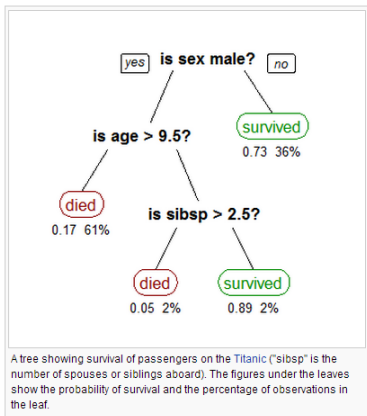 yes is sex male? no
is age > 9.5?
survived
0.73 36%
died
0.17 61%
is sibsp > 2.5?
died survived
0.05 2% 0.89 2%
A tree showing survival of passengers on the Titanic ("sibsp" is the
number of spouses or siblings aboard). The figures under the leaves
show the probability of survival and the percentage of observations in
the leaf.